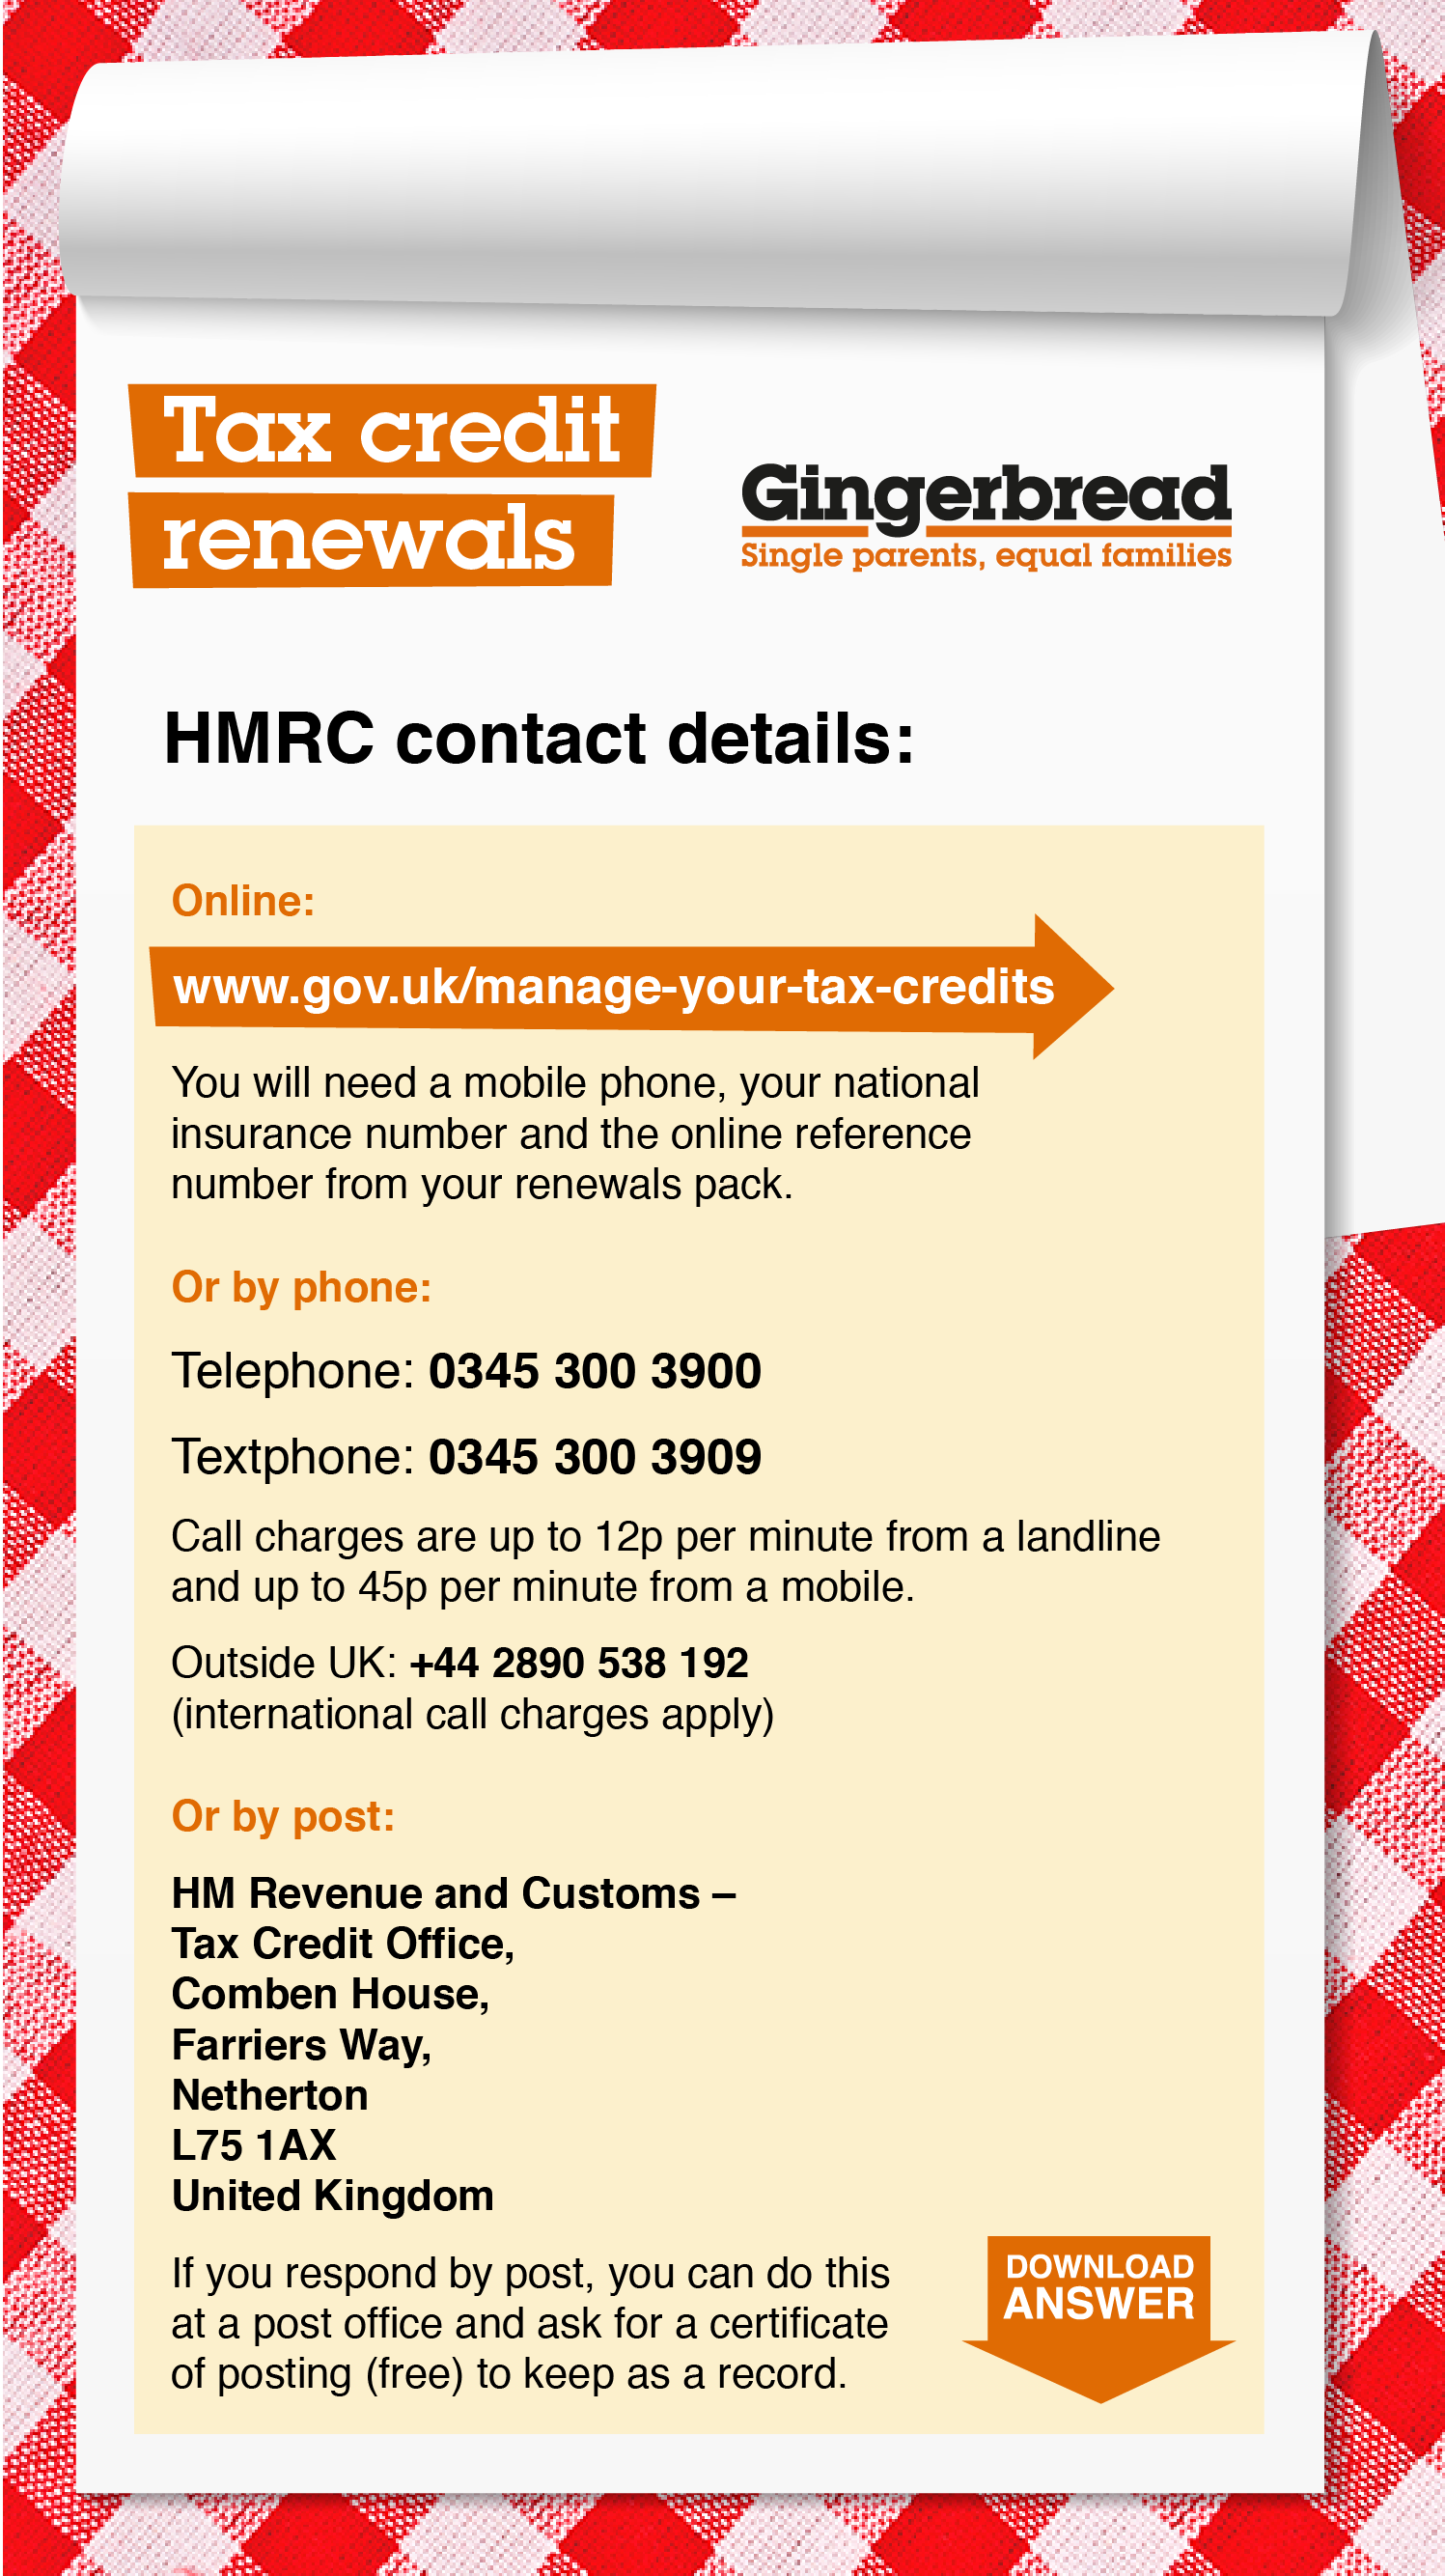 Tax credit
renewals
Gingerbread
Single parents, equal families
HMRC contact details:
Online:
www.gov.uk/manage-your-tax-credits
You will need a mobile phone, your national
insurance number and the online reference
number from your renewals pack.
Or by phone:
Telephone: 0345 300 3900
Textphone: 0345 300 3909
Call charges are up to 12p per minute from a landline
and up to 45p per minute from a mobile.
Outside UK: +44 2890 538 192
(international call charges apply)
Or by post:
HM Revenue and Customs –
Tax Credit Office,
Comben House,
Farriers Way,
Netherton
L75 1AX
United Kingdom
If you respond by post, you can do this
at a post office and ask for a certificate
of posting (free) to keep as a record.
DOWNLOAD
ANSWER